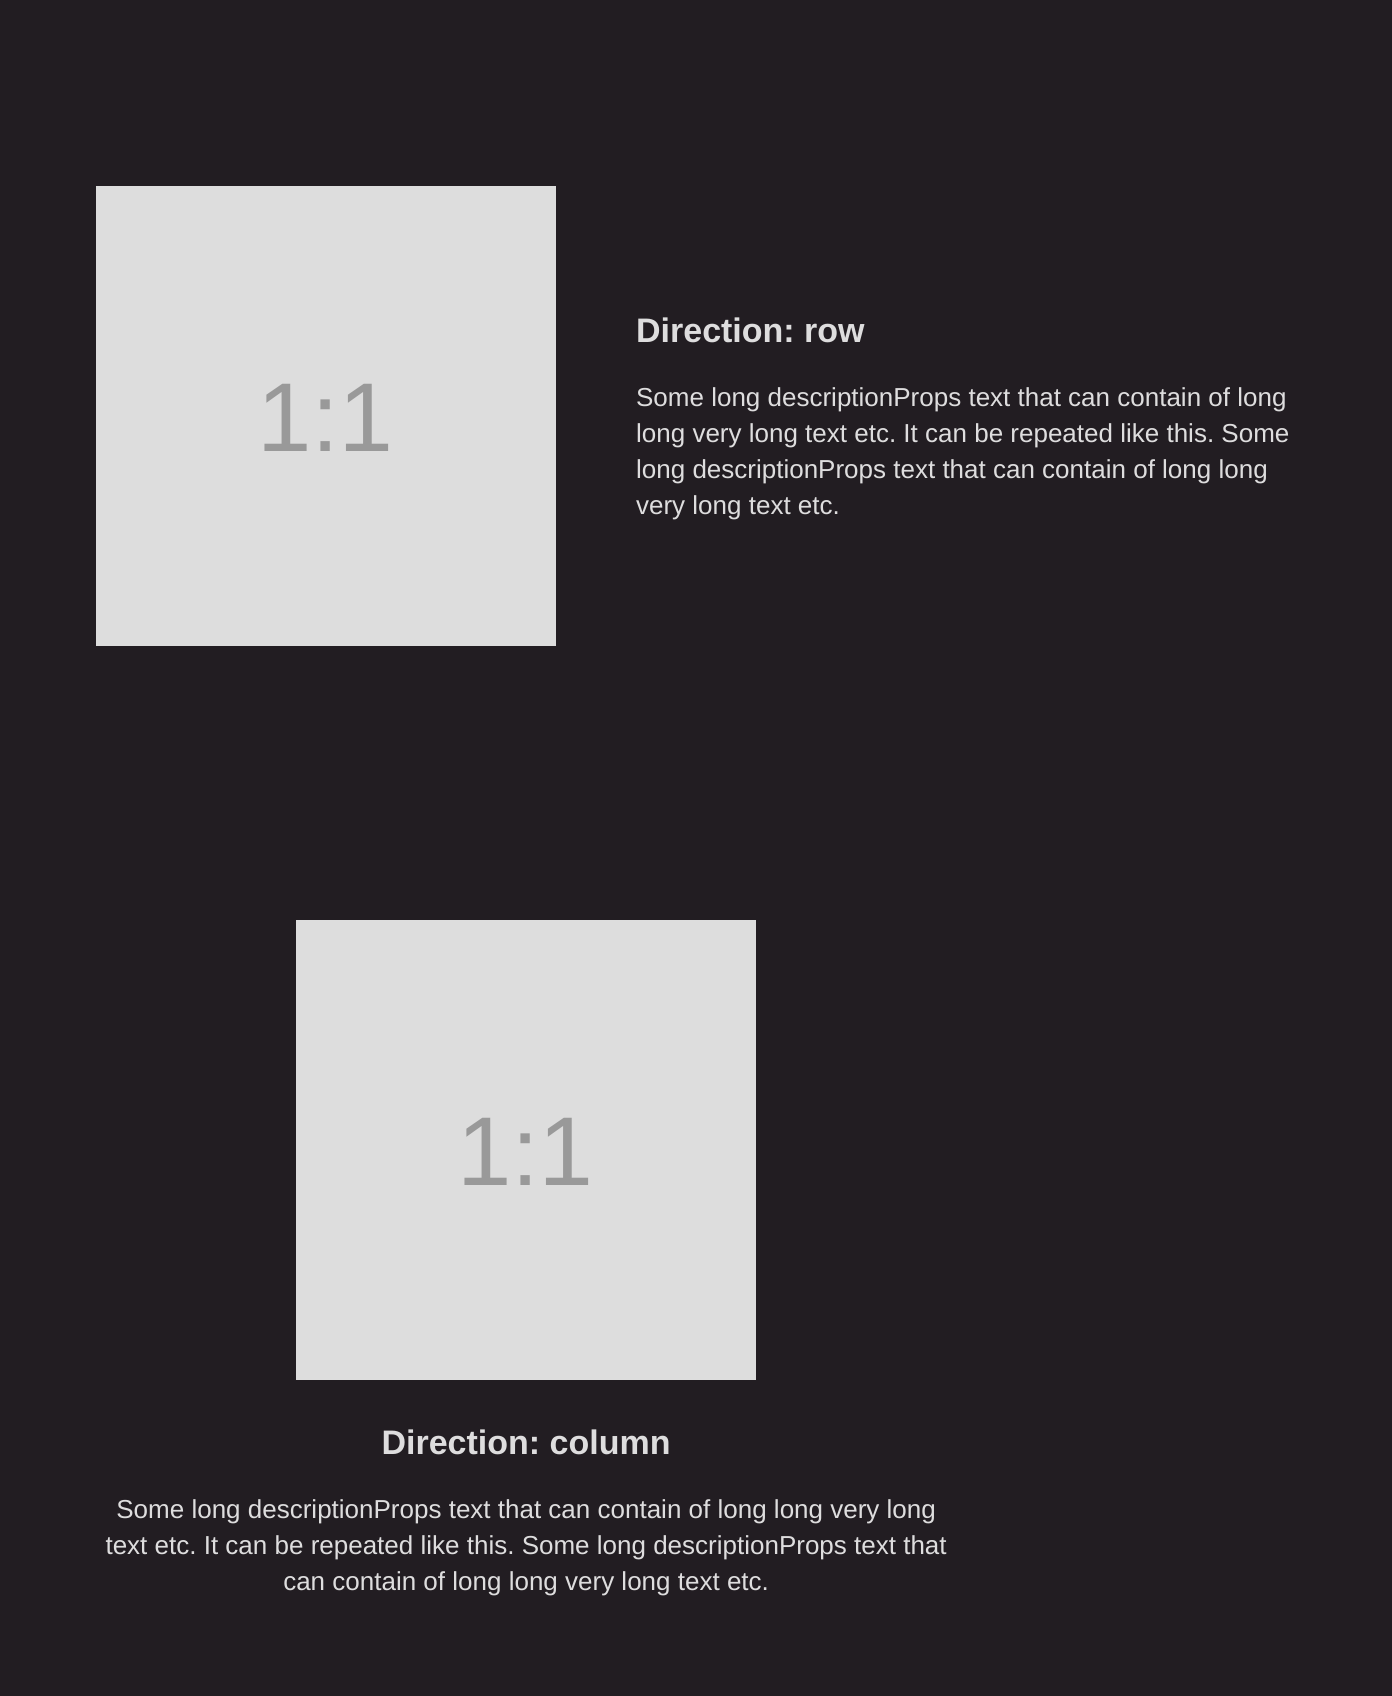 1:1
Direction: row
Some long descriptionProps text that can contain of long
long very long text etc. It can be repeated like this. Some
long descriptionProps text that can contain of long long
very long text etc.
1:1
Direction: column
Some long descriptionProps text that can contain of long long very long
text etc. It can be repeated like this. Some long descriptionProps text that
can contain of long long very long text etc.